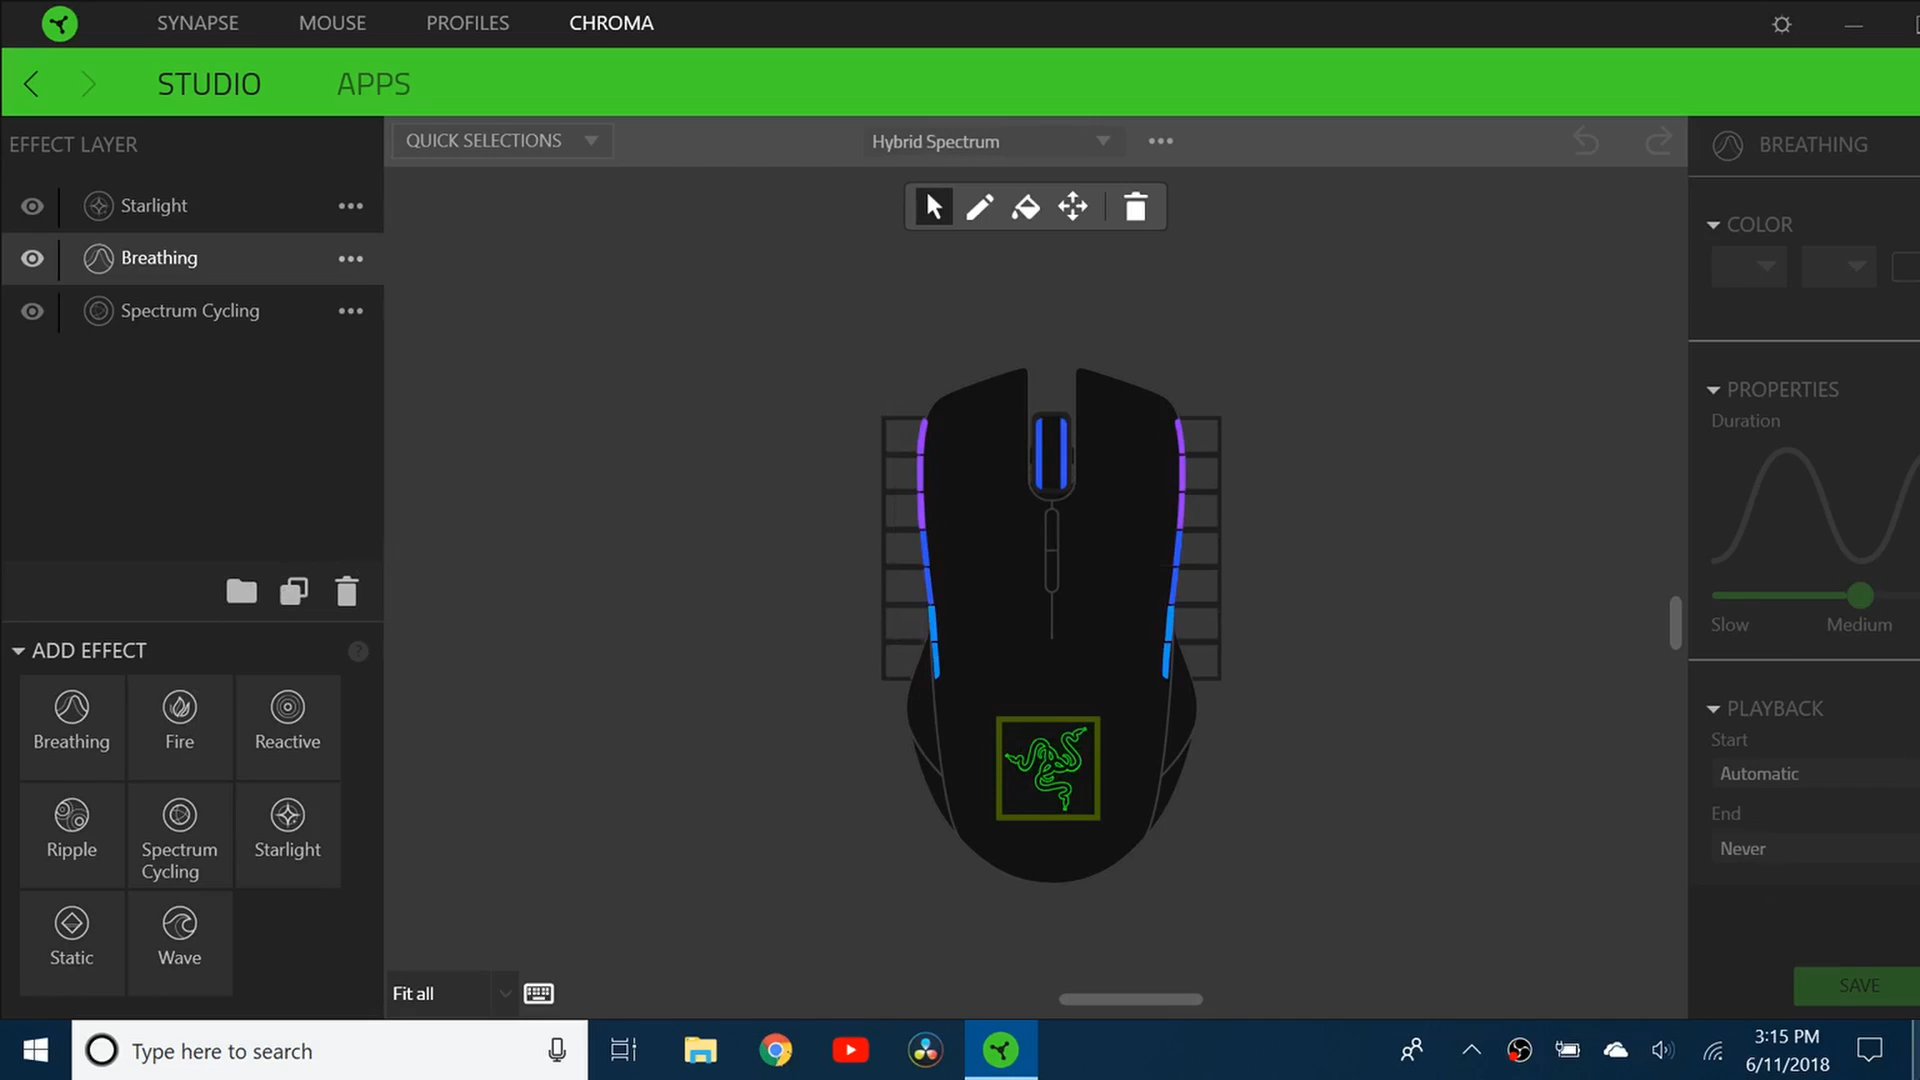 SYNAPSE
MOUSE
PROFILES
CHROMA
STUDIO
APPS
EFFECT LAYER
Starlight
Breathing
Spectrum Cycling
QUICK SELECTIONS
Hybrid Spectrum
ADD EFFECT
?
Breathing
Fire
Reactive
Ripple
Spectrum
Cycling
Starlight
Static
Wave
Fit all
BREATHING
COLOR
PROPERTIES
Duration
Slow
Medium
PLAYBACK
Start
Automatic
End
Never
SAVE
Type here to search
3:15 PM
6/11/2018